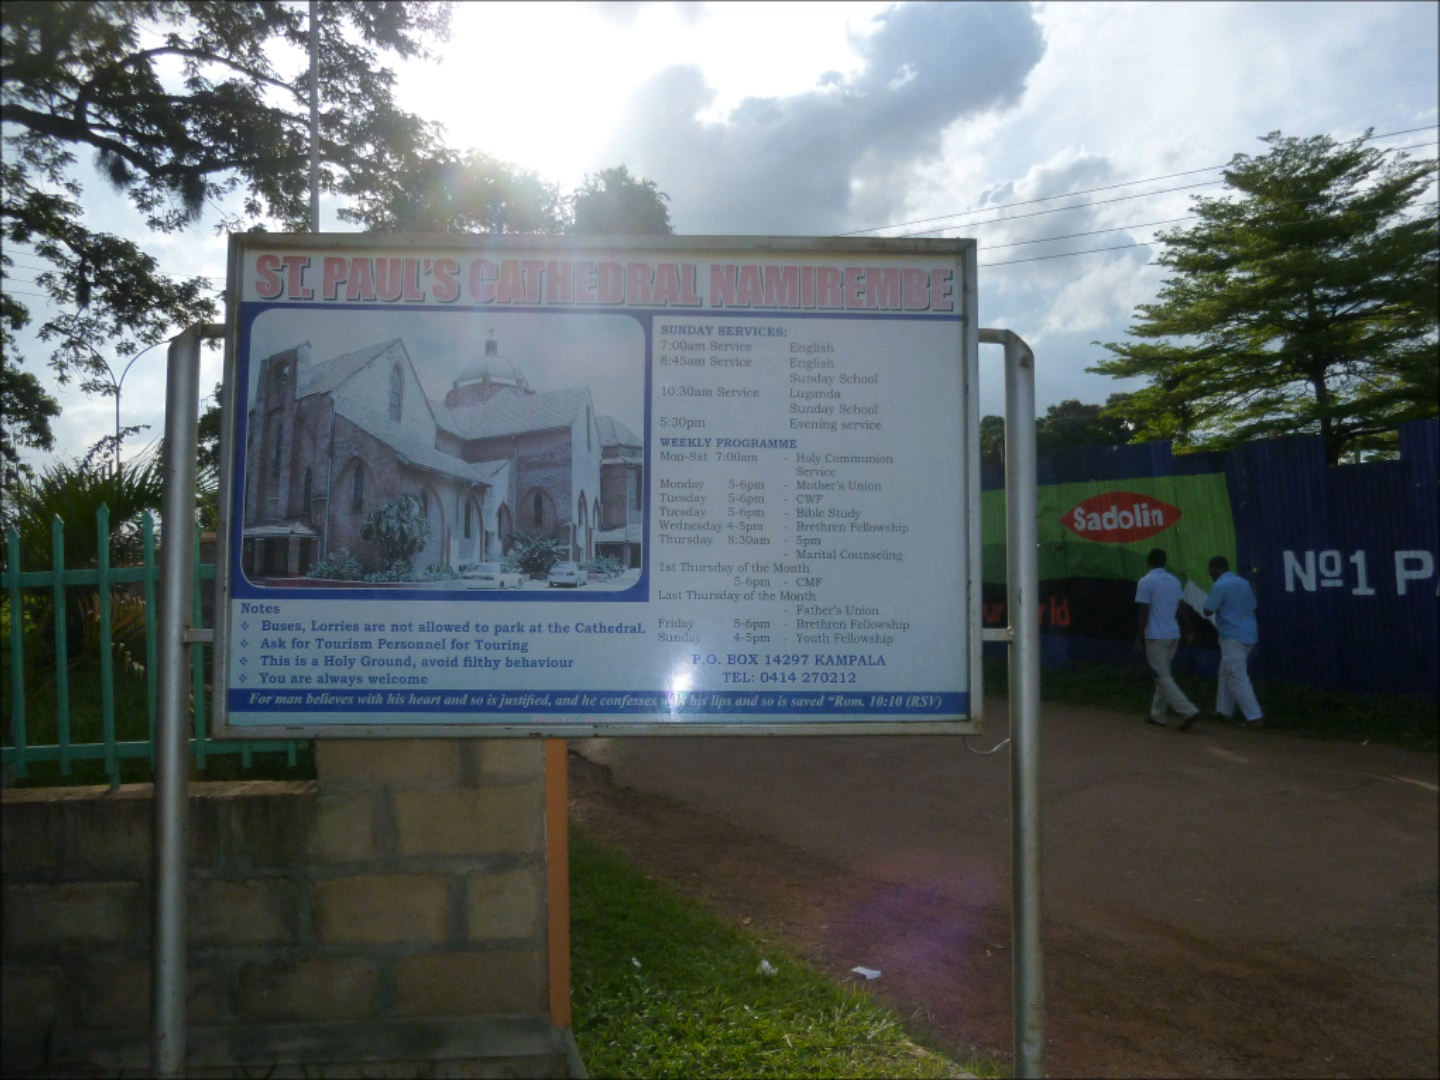 ST. PAUL'S CATHEDRAL NAMIREMBE
SUNDAY SERVICES:
7:00am Service English
8:45am Service English
Sunday School
10:30am Service Luganda
Sunday School
5:30pm Evening service
WEEKLY PROGRAMME
Mon-Sat 7:00am - Holy Communion
Service
Monday 5-6pm - Mother's Union
Tuesday 5-6pm - CWF
Tuesday 5-6pm - Bible Study
Wednesday 4-5pm - Brethren Fellowship
Thursday 8:30am - 5pm
- Marital Counseling
1st Thursday of the Month
5-6pm - CMF
Last Thursday of the Month
- Father's Union
Friday 5-6pm - Brethren Fellowship
Sunday 4-5pm - Youth Fellowship
P.O. BOX 14297 KAMPALA
TEL: 0414 270212
Notes
❖ Buses, Lorries are not allowed to park at the Cathedral.
❖ Ask for Tourism Personnel for Touring
❖ This is a Holy Ground, avoid filthy behaviour
❖ You are always welcome
For man believes with his heart and so is justified, and he confesses with his lips and so is saved "Rom. 10:10 (RSV)
Sadolin
Nº1 PA